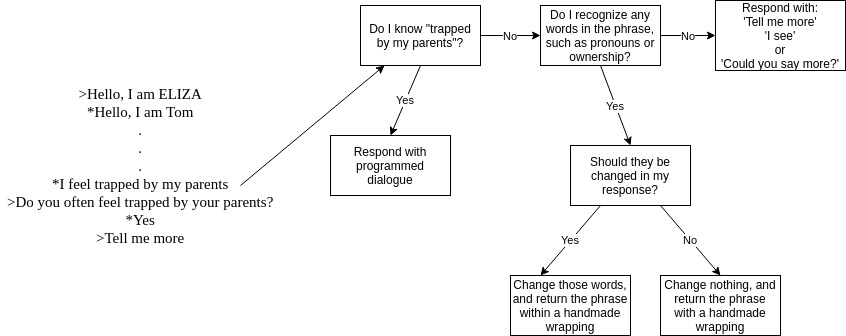 >Hello, I am ELIZA
*Hello, I am Tom
.
.
.
*I feel trapped by my parents
>Do you often feel trapped by your parents?
*Yes
>Tell me more
Do I know "trapped
by my parents"?
No
Do I recognize any
words in the phrase,
such as pronouns or
ownership?
No
Respond with:
'Tell me more'
'I see'
or
'Could you say more?'
Yes
Respond with
programmed
dialogue
Yes
Should they be
changed in my
response?
Yes
No
Change those words,
and return the phrase
within a handmade
wrapping
Change nothing, and
return the phrase
with a handmade
wrapping